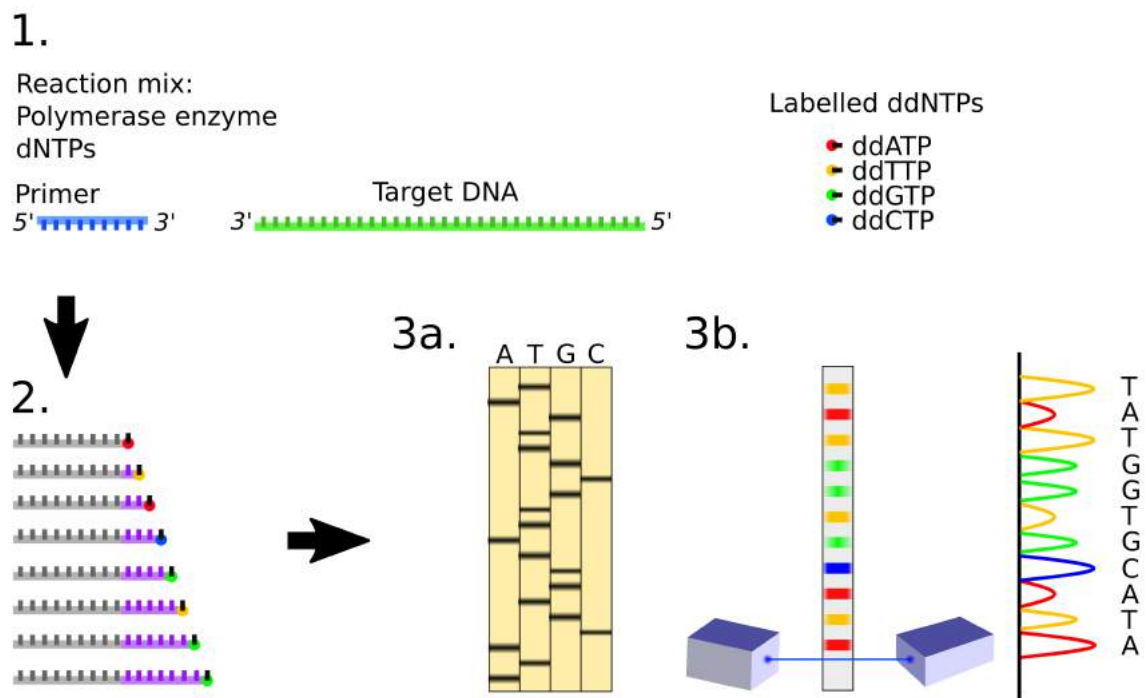 1.
Reaction mix:
Polymerase enzyme
dNTPs
Primer
5' 3'
Target DNA
3' 5'
Labelled ddNTPs
ddATP
ddTTP
ddGTP
ddCTP
2.
3a.
A T G C
3b.
T
A
T
G
G
T
G
C
A
T
A